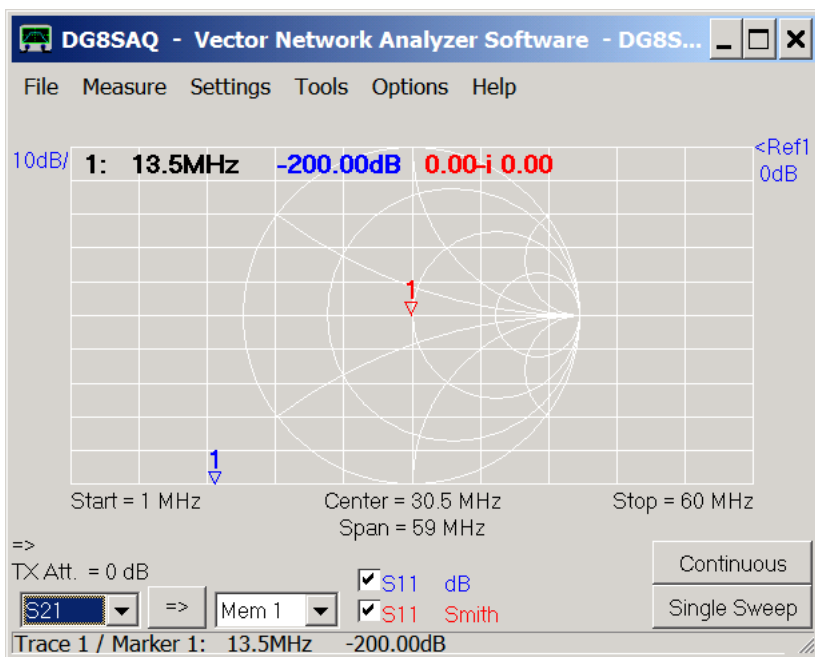 DG8SAQ - Vector Network Analyzer Software - DG8S...
File Measure Settings Tools Options Help
10dB/ 1: 13.5MHz -200.00dB 0.00-i 0.00 <Ref1
0dB
1
1
Start = 1 MHz Center = 30.5 MHz Stop = 60 MHz
Span = 59 MHz
=>
TX Att. = 0 dB Continuous
S11 dB
S21 => Mem 1 S11 Smith Single Sweep
Trace 1 / Marker 1: 13.5MHz -200.00dB